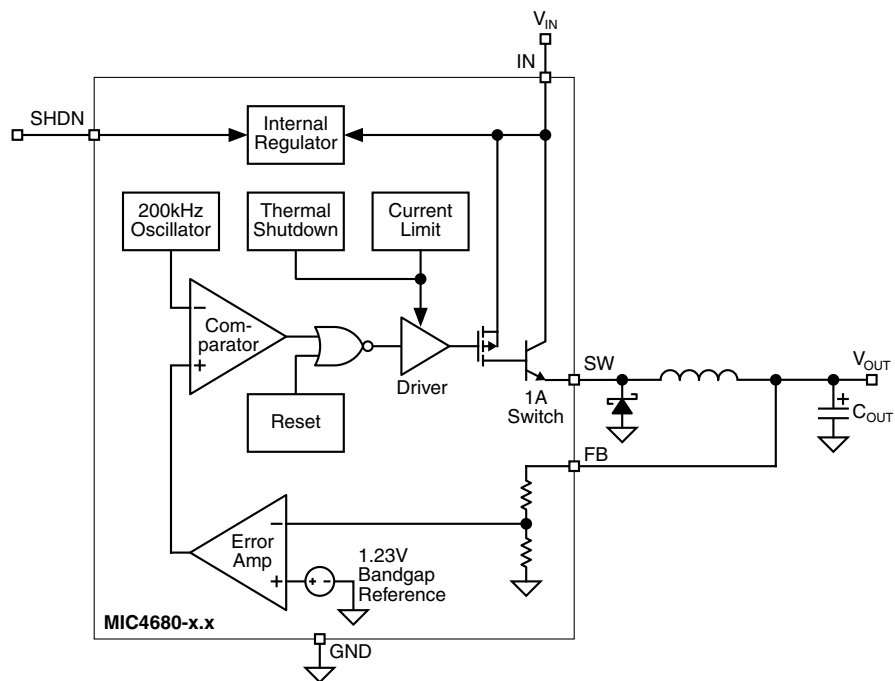 VIN
IN
SHDN
Internal
Regulator
200kHz
Oscillator
Thermal
Shutdown
Current
Limit
−
Com-
parator
+
Driver
Reset
1A
Switch
SW
VOUT
+
COUT
FB
−
Error
Amp
+
+ −
1.23V
Bandgap
Reference
MIC4680-x.x
GND